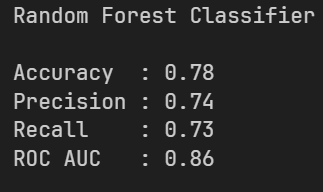 Random Forest Classifier
Accuracy  : 0.78
Precision : 0.74
Recall    : 0.73
ROC AUC   : 0.86